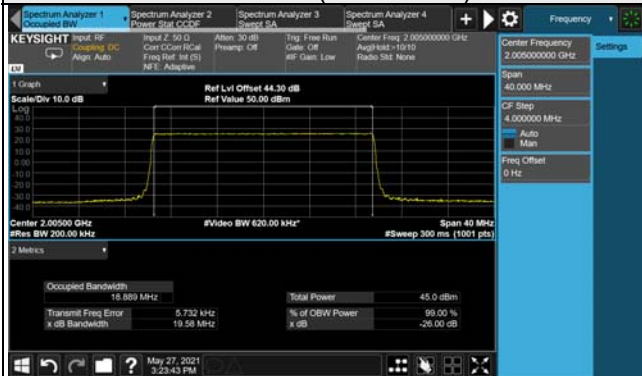 Spectrum Analyzer 1
Occupied BW
Spectrum Analyzer 2
Power Stat CCDF
Spectrum Analyzer 3
Swept SA
Spectrum Analyzer 4
Swept SA
+
Frequency
KEYSIGHT
Input: RF
Coupling: DC
Align: Auto
Input Z: 50 Ω
Corr CCorr RCal
Freq Ref: Int (S)
NFE: Adaptive
Atten: 30 dB
Preamp: Off
Trig: Free Run
Gate: Off
#IF Gain: Low
Center Freq: 2.005000000 GHz
Avg|Hold:>10/10
Radio Std: None
Center Frequency
2.005000000 GHz
Settings
Span
40.000 MHz
CF Step
4.000000 MHz
Auto
Man
Freq Offset
0 Hz
LW
1 Graph
Scale/Div 10.0 dB
Ref Lvl Offset 44.30 dB
Ref Value 50.00 dBm
Log
40.0
30.0
20.0
10.0
0.00
-10.0
-20.0
-30.0
-40.0
Center 2.00500 GHz
#Res BW 200.00 kHz
#Video BW 620.00 kHz*
Span 40 MHz
#Sweep 300 ms (1001 pts)
2 Metrics
Occupied Bandwidth
18.889 MHz
Total Power
45.0 dBm
Transmit Freq Error
5.732 kHz
% of OBW Power
99.00 %
x dB Bandwidth
19.58 MHz
x dB
-26.00 dB
?
May 27, 2021
3:23:43 PM